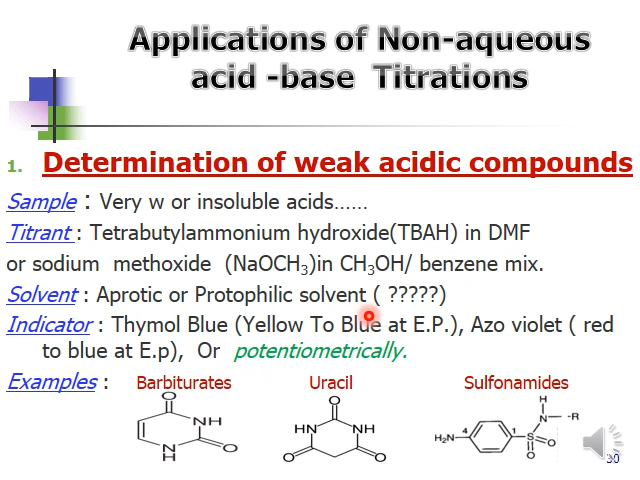 Applications of Non-aqueous
acid -base Titrations
1. Determination of weak acidic compounds
Sample : Very w or insoluble acids......
Titrant : Tetrabutylammonium hydroxide(TBAH) in DMF
or sodium methoxide (NaOCH3)in CH3OH/ benzene mix.
Solvent : Aprotic or Protophilic solvent ( ?????)
Indicator : Thymol Blue (Yellow To Blue at E.P.), Azo violet ( red
to blue at E.p), Or potentiometrically.
Examples : Barbiturates Uracil Sulfonamides
O NH N H O
O HN NH O O
H2N 4 1 S O O N H -R
30